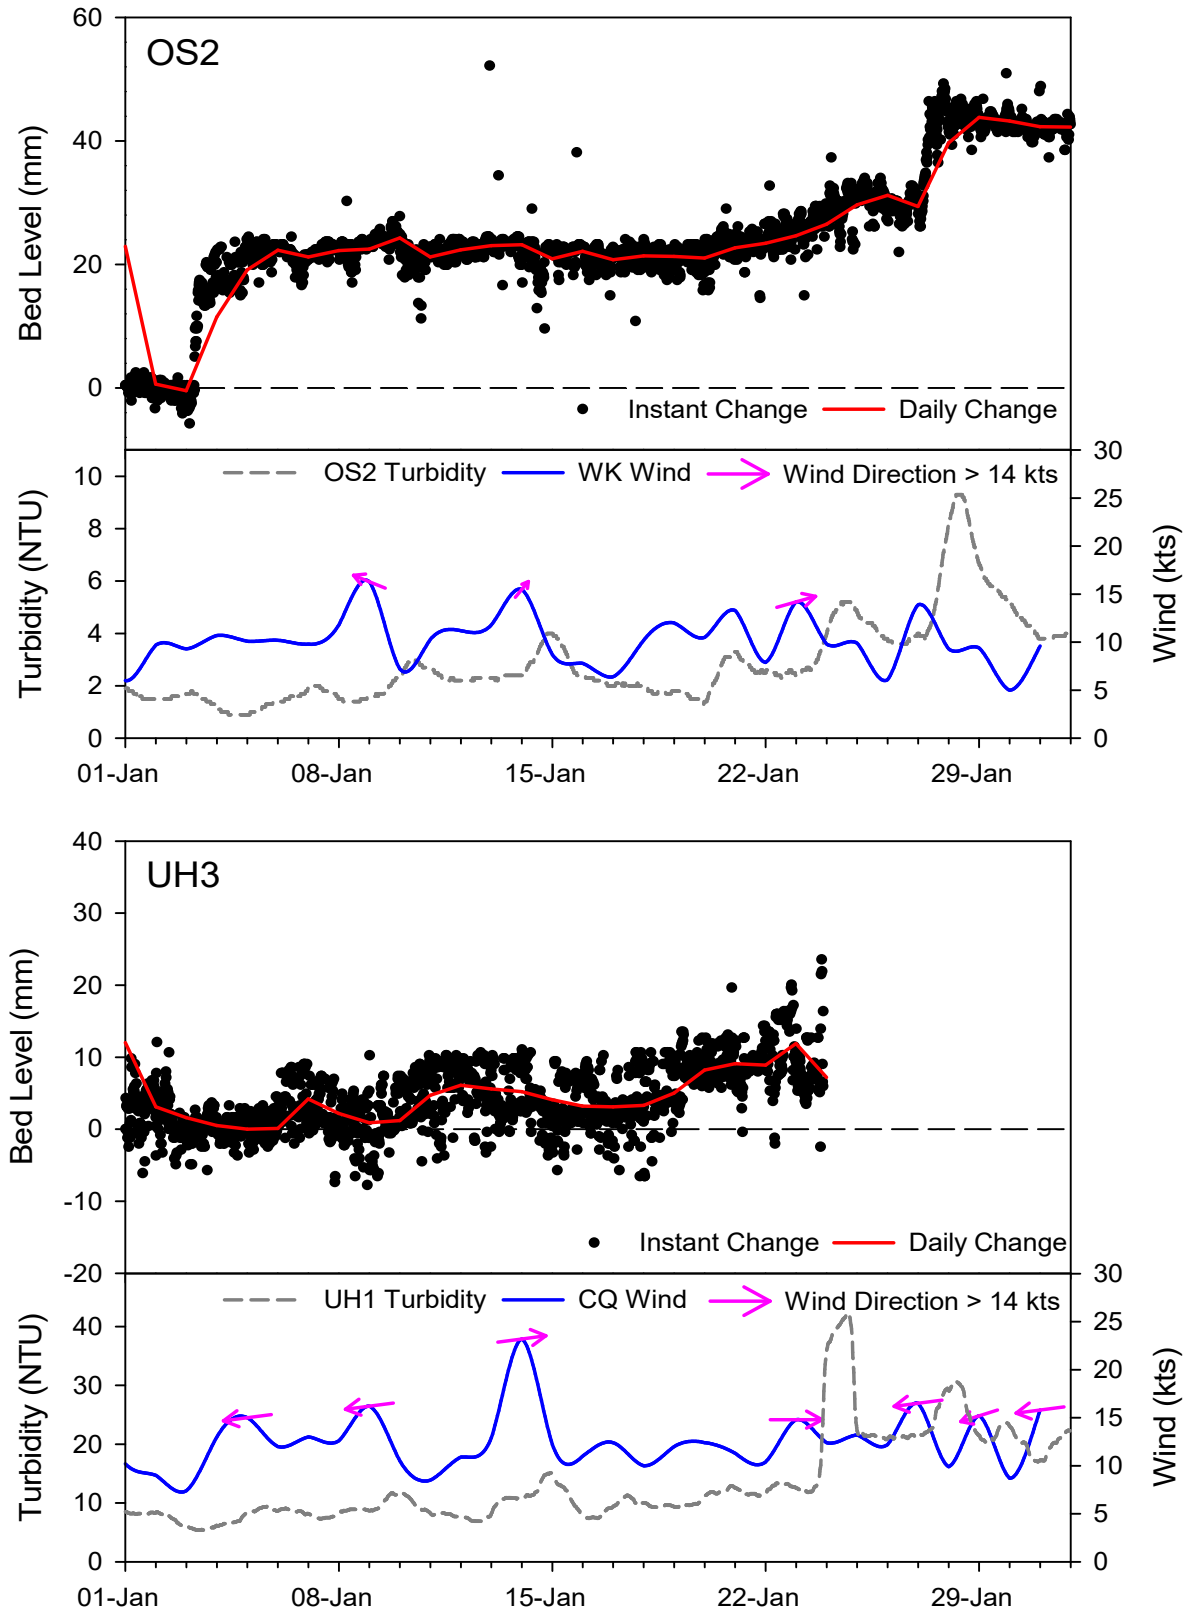 60
OS2
40
20
0
Bed Level (mm)
Instant Change
Daily Change
30
OS2 Turbidity
WK Wind
Wind Direction > 14 kts
10
8
6
4
2
0
Turbidity (NTU)
25
20
15
10
5
0
Wind (kts)
01-Jan
08-Jan
15-Jan
22-Jan
29-Jan
40
UH3
30
20
10
0
-10
-20
Bed Level (mm)
Instant Change
Daily Change
30
UH1 Turbidity
CQ Wind
Wind Direction > 14 kts
40
30
20
10
0
Turbidity (NTU)
25
20
15
10
5
0
Wind (kts)
01-Jan
08-Jan
15-Jan
22-Jan
29-Jan